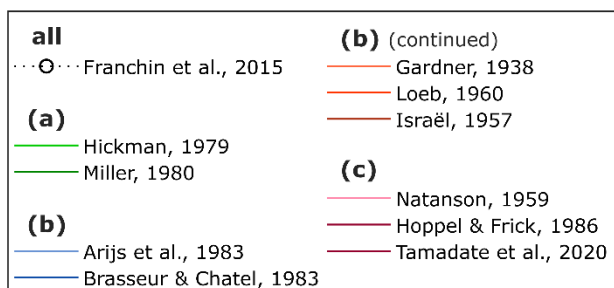 all
Franchin et al., 2015
(a)
Hickman, 1979
Miller, 1980
(b)
Arijs et al., 1983
Brasseur & Chatel, 1983
(b) (continued)
Gardner, 1938
Loeb, 1960
Israël, 1957
(c)
Natanson, 1959
Hoppel & Frick, 1986
Tamadate et al., 2020